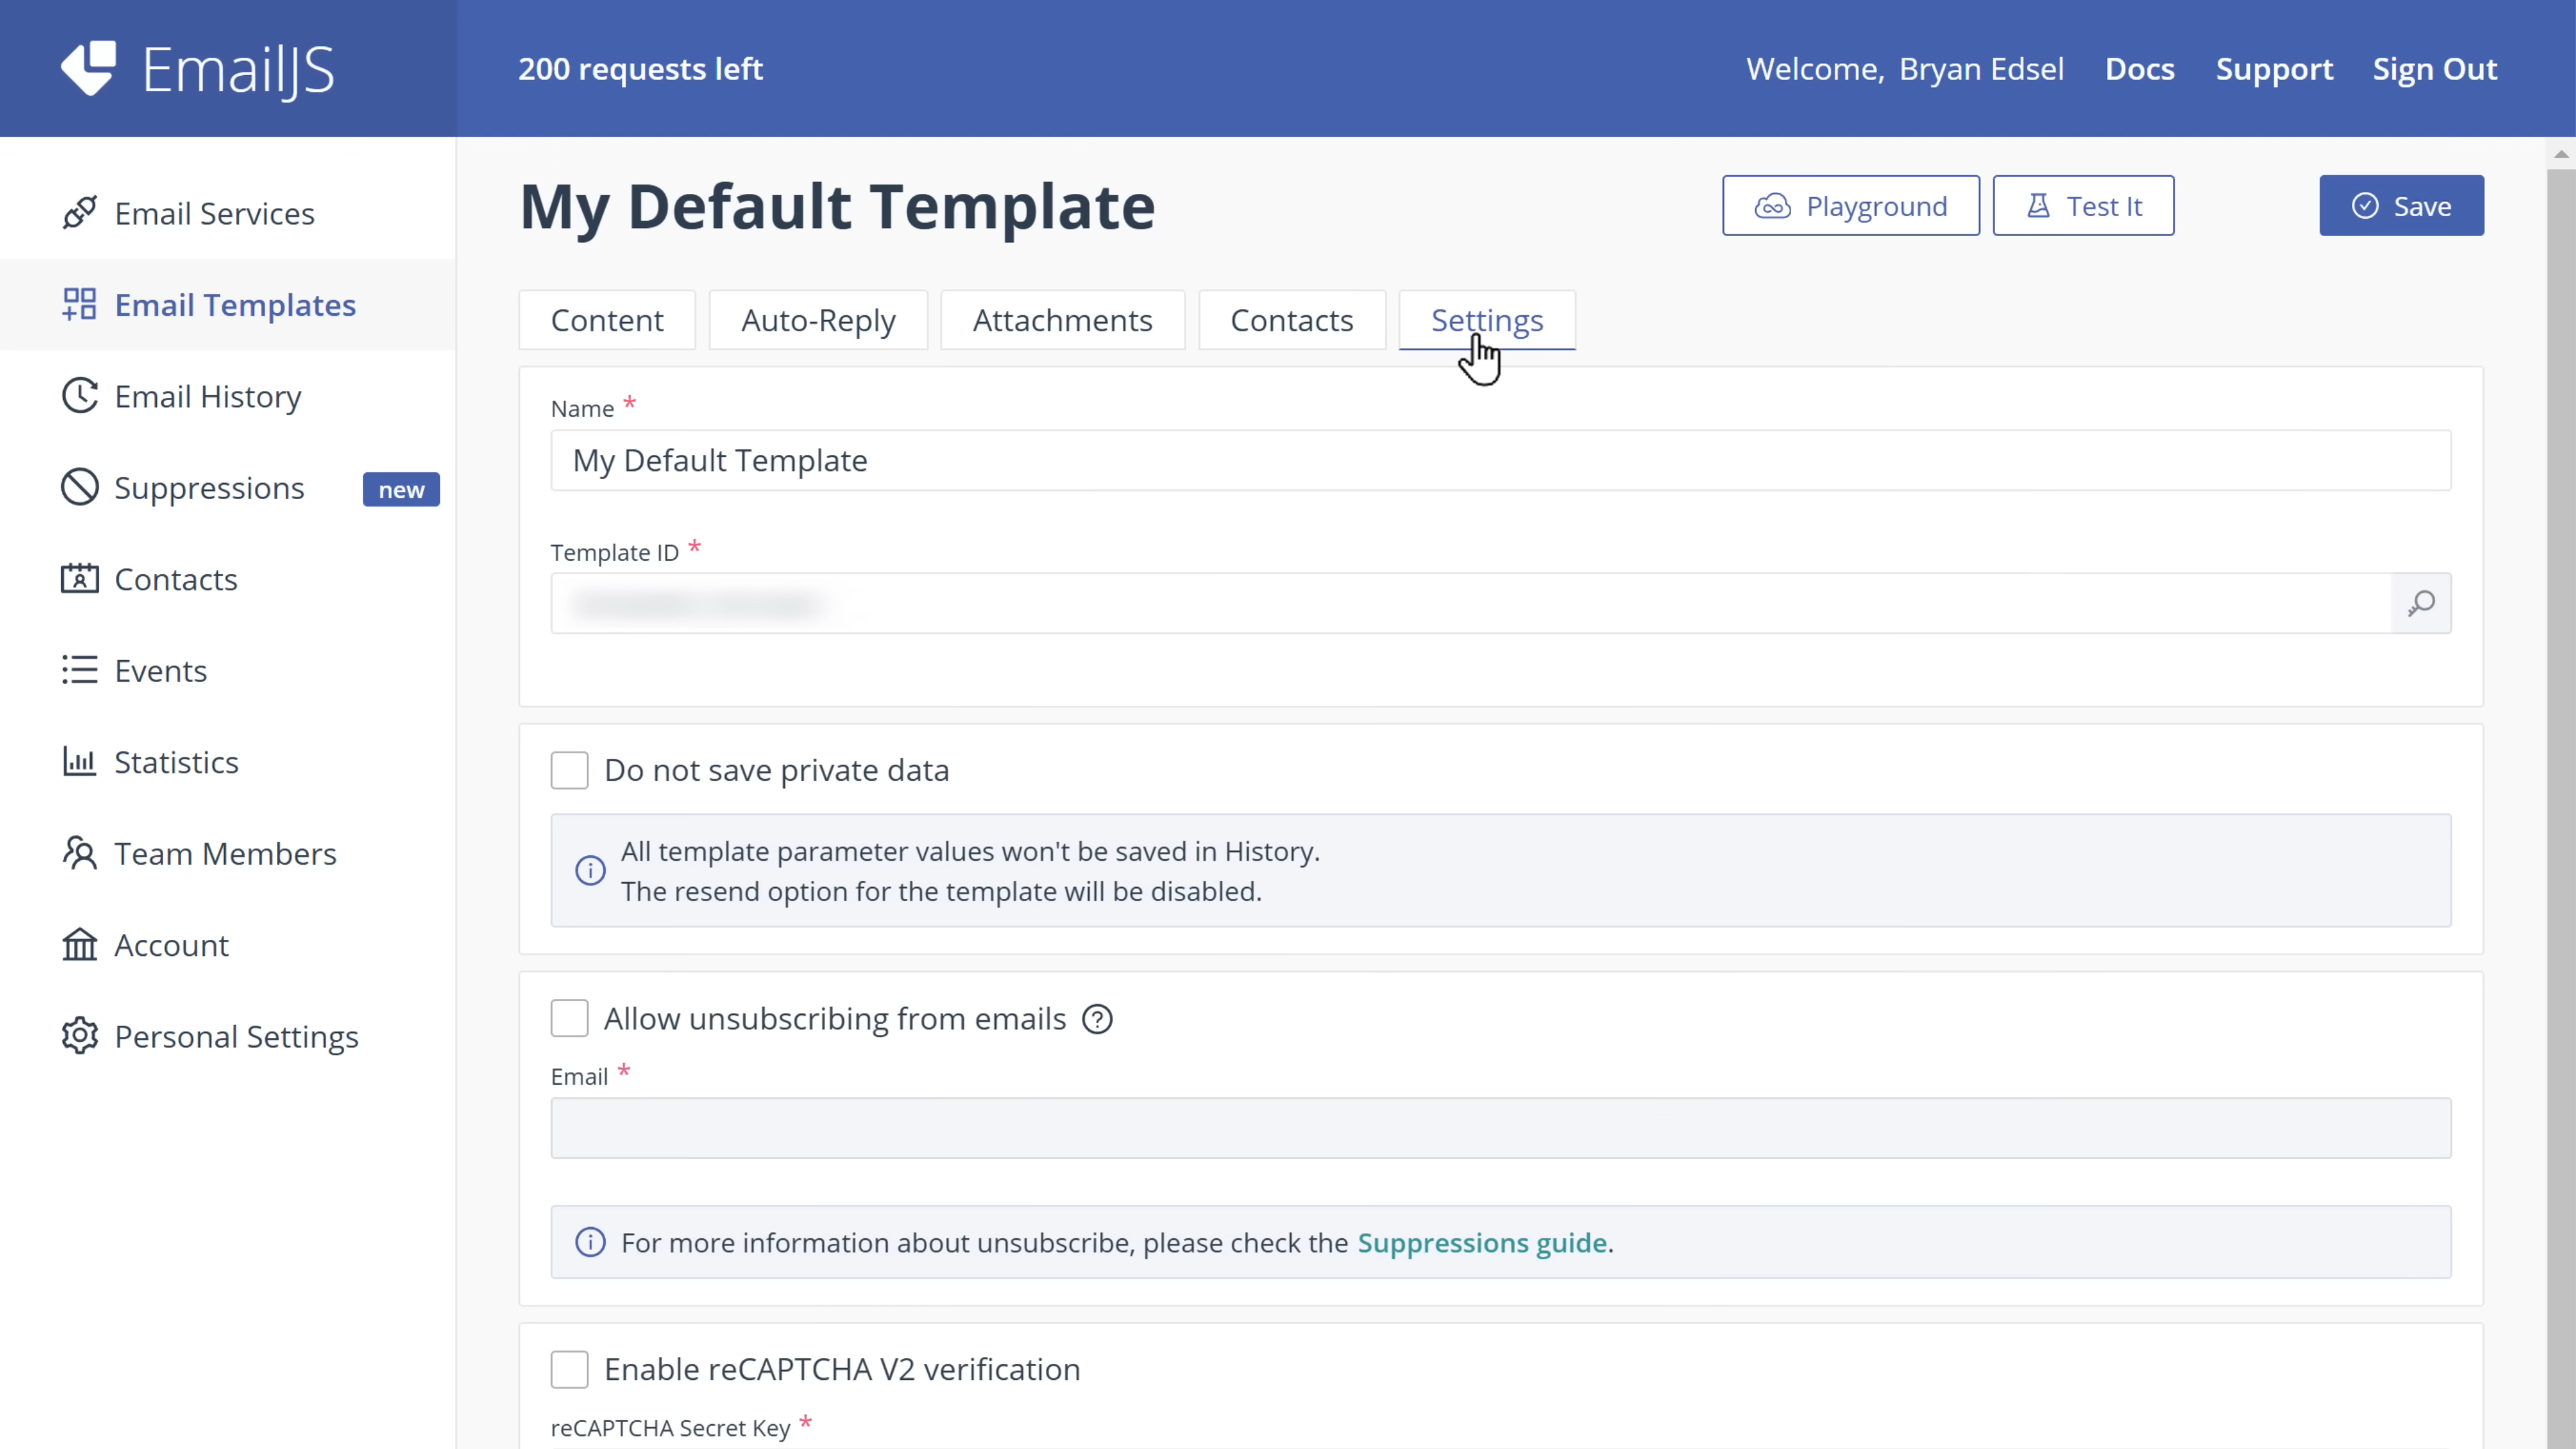 EmailJS
200 requests left
Welcome, Bryan Edsel
Docs
Support
Sign Out
Email Services
Email Templates
Email History
Suppressions
new
Contacts
Events
Statistics
Team Members
Account
Personal Settings
My Default Template
Playground
Test It
Save
Content
Auto-Reply
Attachments
Contacts
Settings
Name *
My Default Template
Template ID *
Do not save private data
All template parameter values won't be saved in History.
The resend option for the template will be disabled.
Allow unsubscribing from emails
Email *
For more information about unsubscribe, please check the Suppressions guide.
Enable reCAPTCHA V2 verification
reCAPTCHA Secret Key *